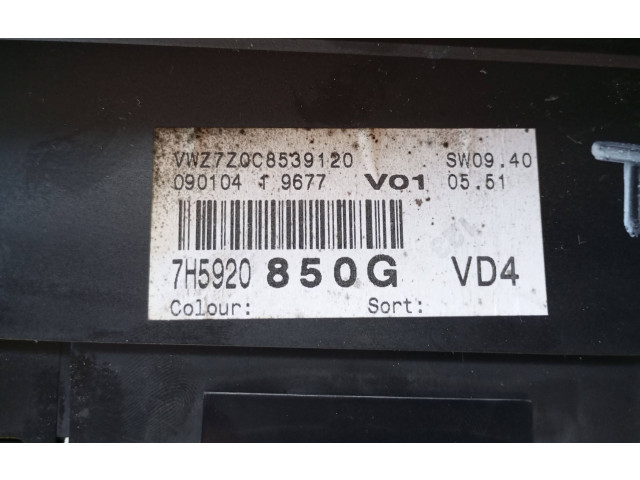 VWZ7Z0C8539120 SW09.40
090104 T 9677 V01 05.51
7H5920 850G VD4
Colour: Sort:
T